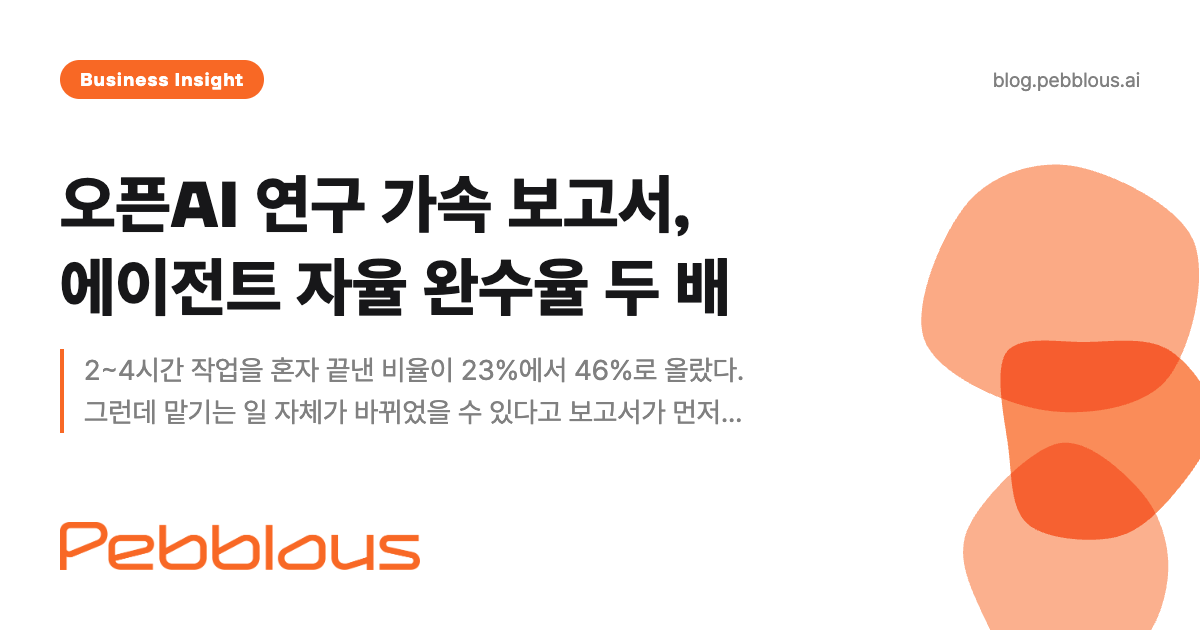 Business Insight
blog.pebblous.ai
오픈AI 연구 가속 보고서,
에이전트 자율 완수율 두 배
2~4시간 작업을 혼자 끝낸 비율이 23%에서 46%로 올랐다.
그런데 맡기는 일 자체가 바뀌었을 수 있다고 보고서가 먼저...
Pebblous